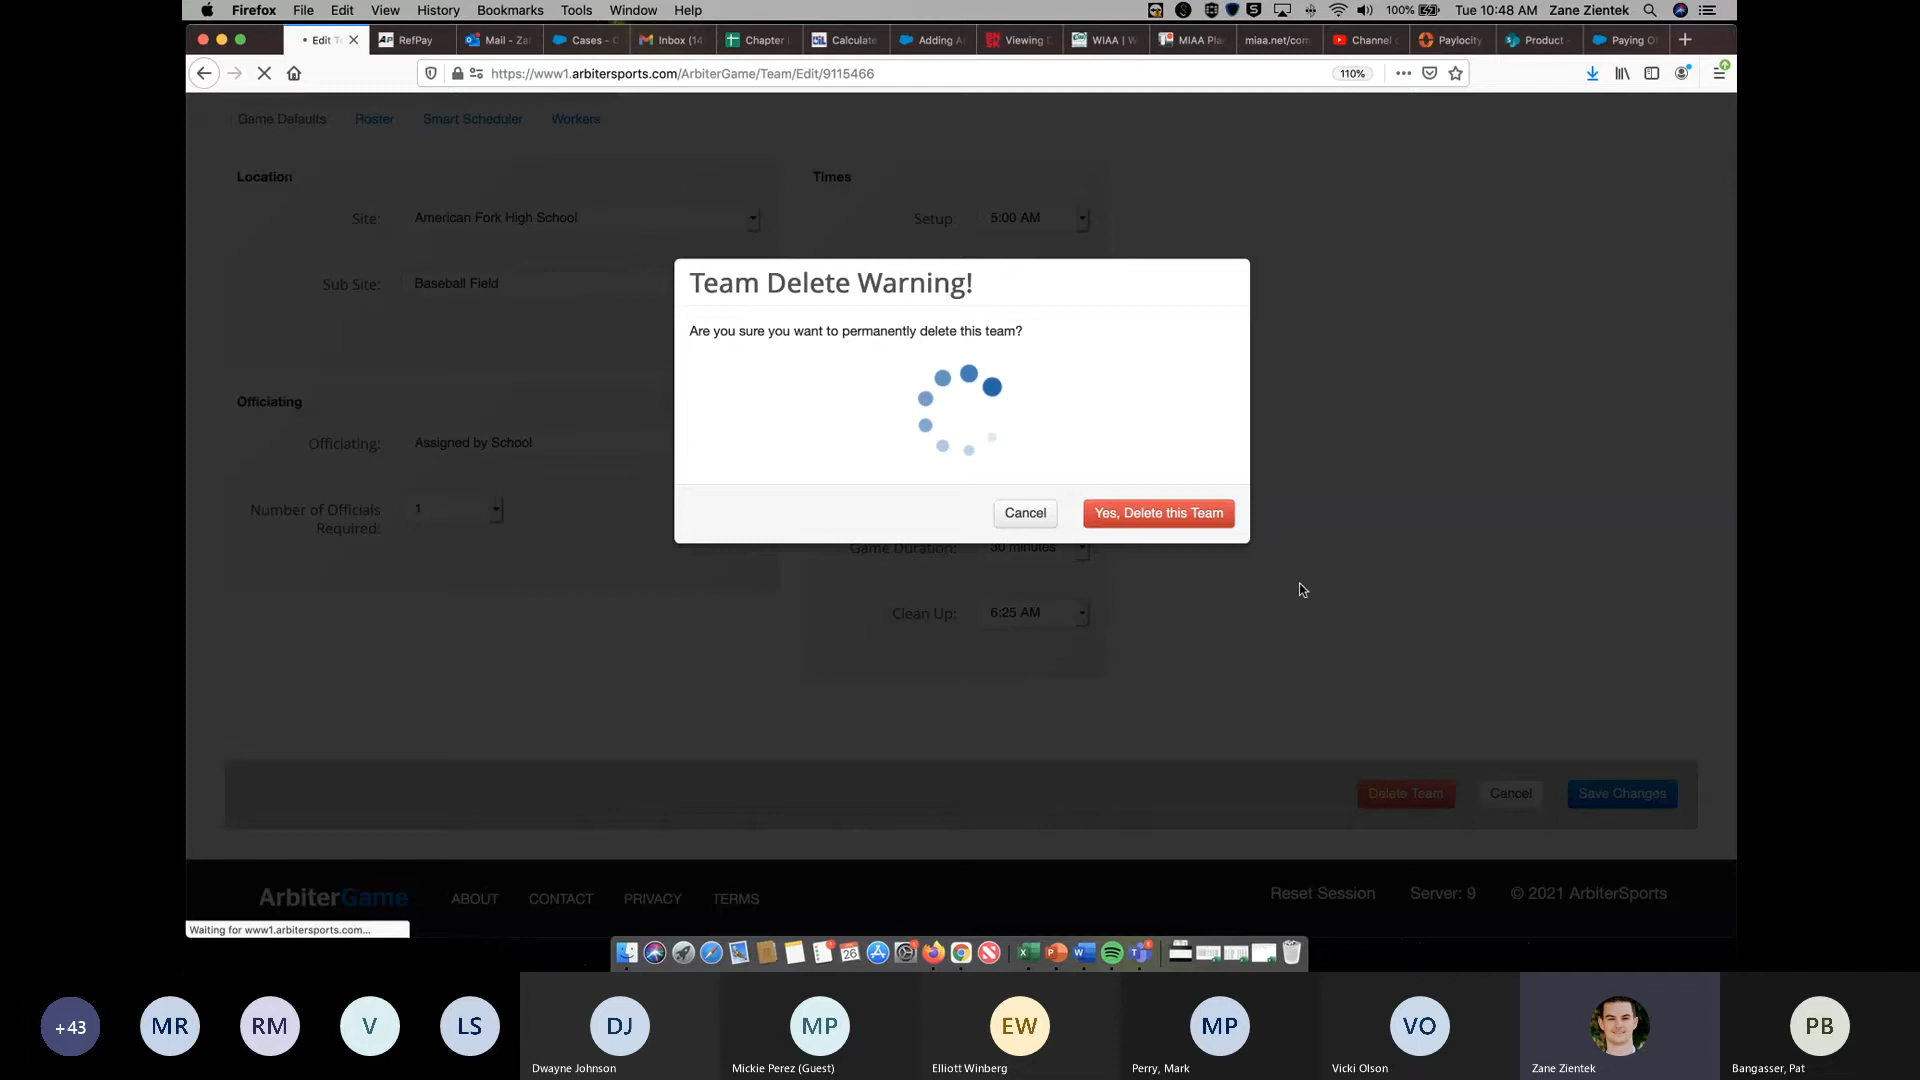 Firefox File Edit View History Bookmarks Tools Window Help 100% Tue 10:48 AM Zane Zientek
Edit T RefPay Mail - Za Cases - C Inbox (14 Chapter Calculate Adding A Viewing WIAA | W MIAA Pla miaa.net/com Channel Paylocity Product - Paying O
https://www1.arbitersports.com/ArbiterGame/Team/Edit/9115466 110%
Game Defaults Roster Smart Scheduler Workers
Location Times
Site: American Fork High School Setup: 5:00 AM
Team Delete Warning!
Sub Site: Baseball Field
Are you sure you want to permanently delete this team?
Officiating
Officiating: Assigned by School
Number of Officials Required: 1
Cancel Yes, Delete this Team
Game Duration: 30 minutes
Clean Up: 6:25 AM
Delete Team Cancel Save Changes
ArbiterGame ABOUT CONTACT PRIVACY TERMS Reset Session Server: 9 © 2021 ArbiterSports
Waiting for www1.arbitersports.com...
26
+43 MR RM V LS DJ MP EW MP VO PB
Dwayne Johnson Mickie Perez (Guest) Elliott Winberg Perry, Mark Vicki Olson Zane Zientek Bangasser, Pat